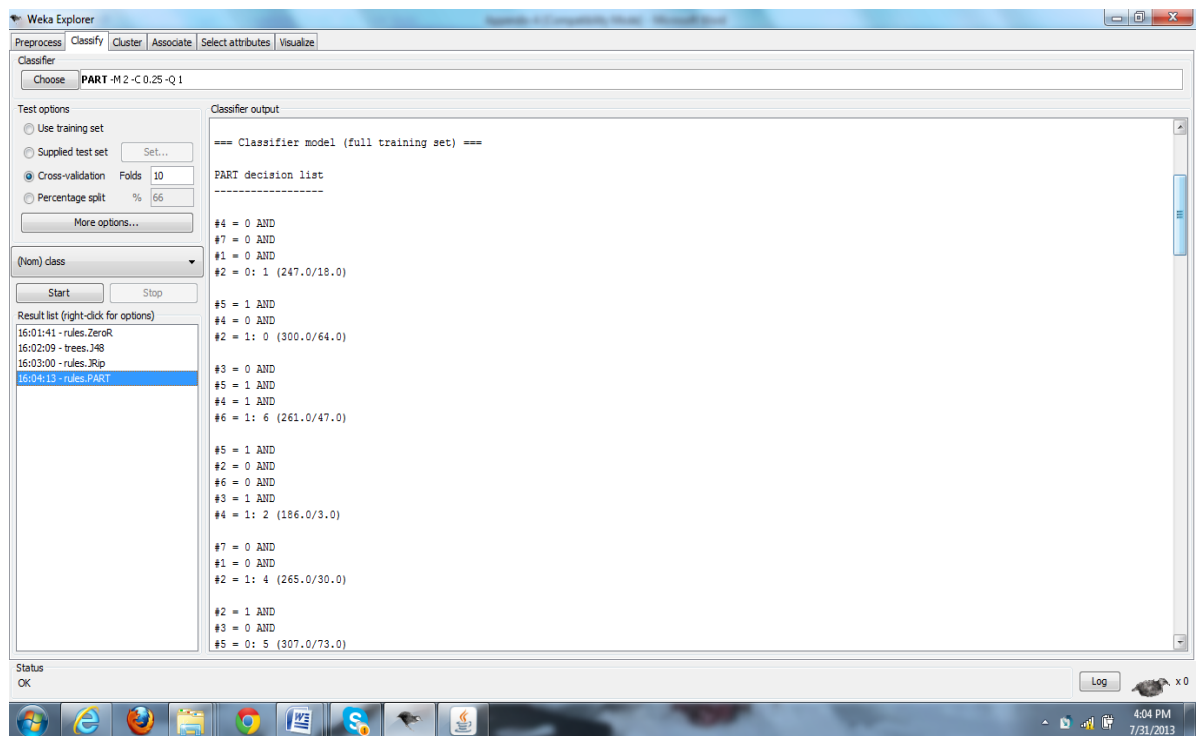 Weka Explorer
Preprocess Classify Cluster Associate Select attributes Visualize
Classifier
Choose PART -M 2 -C 0.25 -Q 1
Test options
Use training set
Supplied test set Set...
Cross-validation Folds 10
Percentage split % 66
More options...
(Nom) class
Start Stop
Result list (right-click for options)
16:01:41 - rules.ZeroR
16:02:09 - trees.J48
16:03:00 - rules.JRip
16:04:13 - rules.PART
Classifier output
=== Classifier model (full training set) ===
PART decision list
------------------
#4 = 0 AND
#7 = 0 AND
#1 = 0 AND
#2 = 0: 1 (247.0/18.0)
#5 = 1 AND
#4 = 0 AND
#2 = 1: 0 (300.0/64.0)
#3 = 0 AND
#5 = 1 AND
#4 = 1 AND
#6 = 1: 6 (261.0/47.0)
#5 = 1 AND
#2 = 0 AND
#6 = 0 AND
#3 = 1 AND
#4 = 1: 2 (186.0/3.0)
#7 = 0 AND
#1 = 0 AND
#2 = 1: 4 (265.0/30.0)
#2 = 1 AND
#3 = 0 AND
#5 = 0: 5 (307.0/73.0)
Status
OK
Log
x 0
4:04 PM
7/31/2013